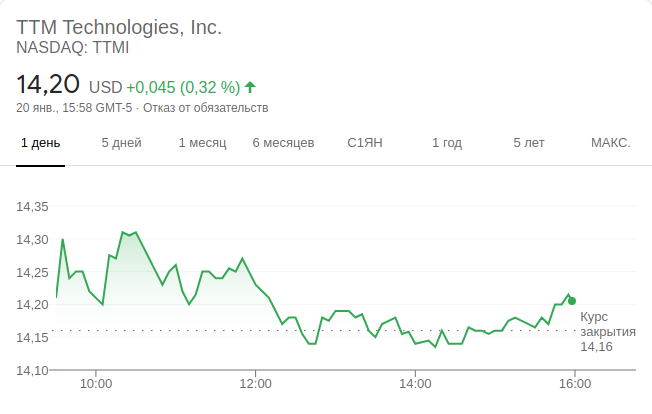 TTM Technologies, Inc.
NASDAQ: TTMI
14,20 USD +0,045 (0,32 %)
20 янв., 15:58 GMT-5 · Отказ от обязательств
1 день 5 дней 1 месяц 6 месяцев С1ЯН 1 год 5 лет МАКС.
14,35
14,30
14,25
14,20
14,15
14,10
Курс
закрытия
14,16
10:00 12:00 14:00 16:00